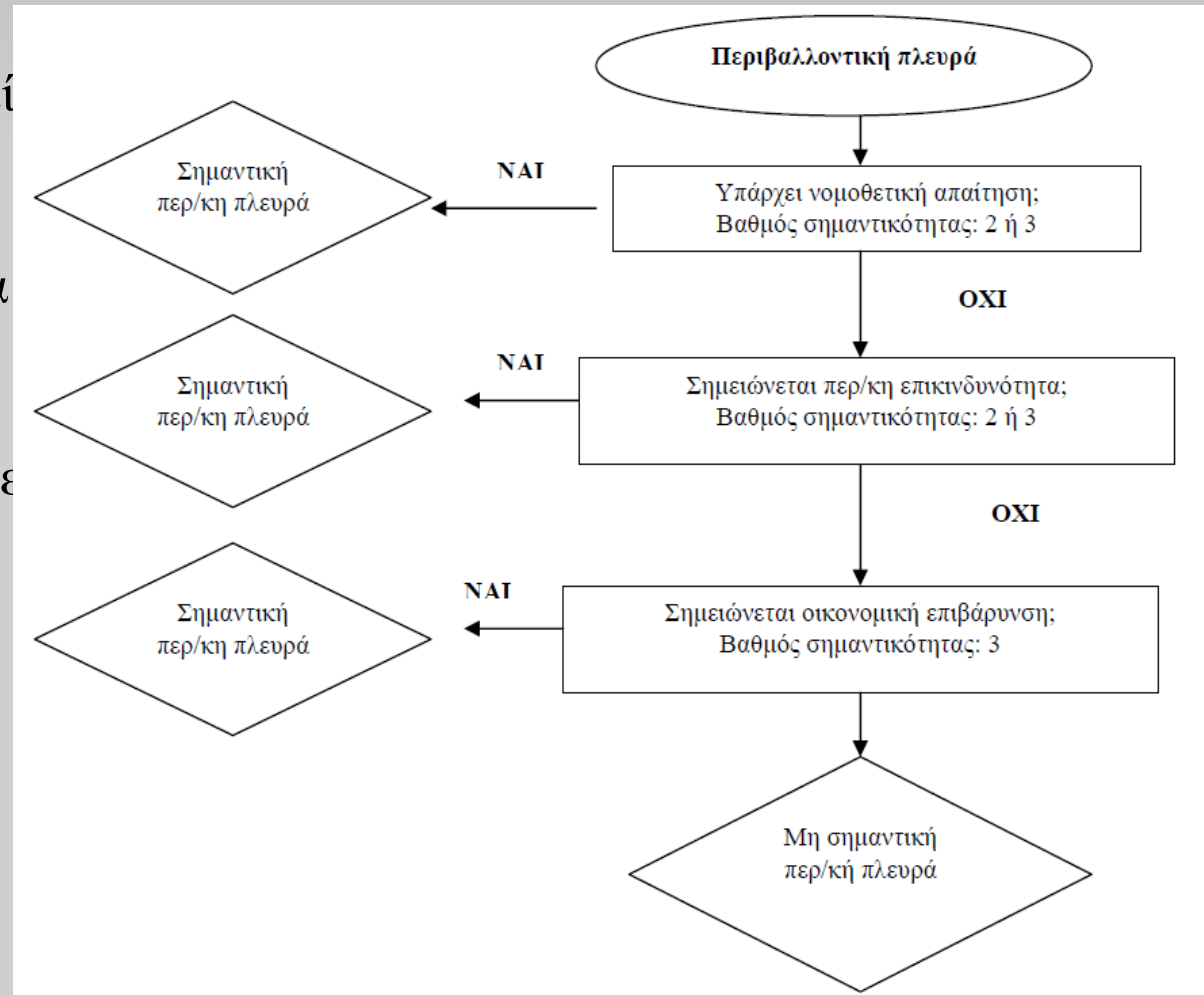 Περιβαλλοντική πλευρά
Σημαντική
περ/κη πλευρά
ΝΑΙ
Υπάρχει νομοθετική απαίτηση;
Βαθμός σημαντικότητας: 2 ή 3
ΟΧΙ
Σημαντική
περ/κη πλευρά
ΝΑΙ
Σημειώνεται περ/κη επικινδυνότητα;
Βαθμός σημαντικότητας: 2 ή 3
ΟΧΙ
Σημαντική
περ/κη πλευρά
ΝΑΙ
Σημειώνεται οικονομική επιβάρυνση;
Βαθμός σημαντικότητας: 3
Μη σημαντική
περ/κή πλευρά